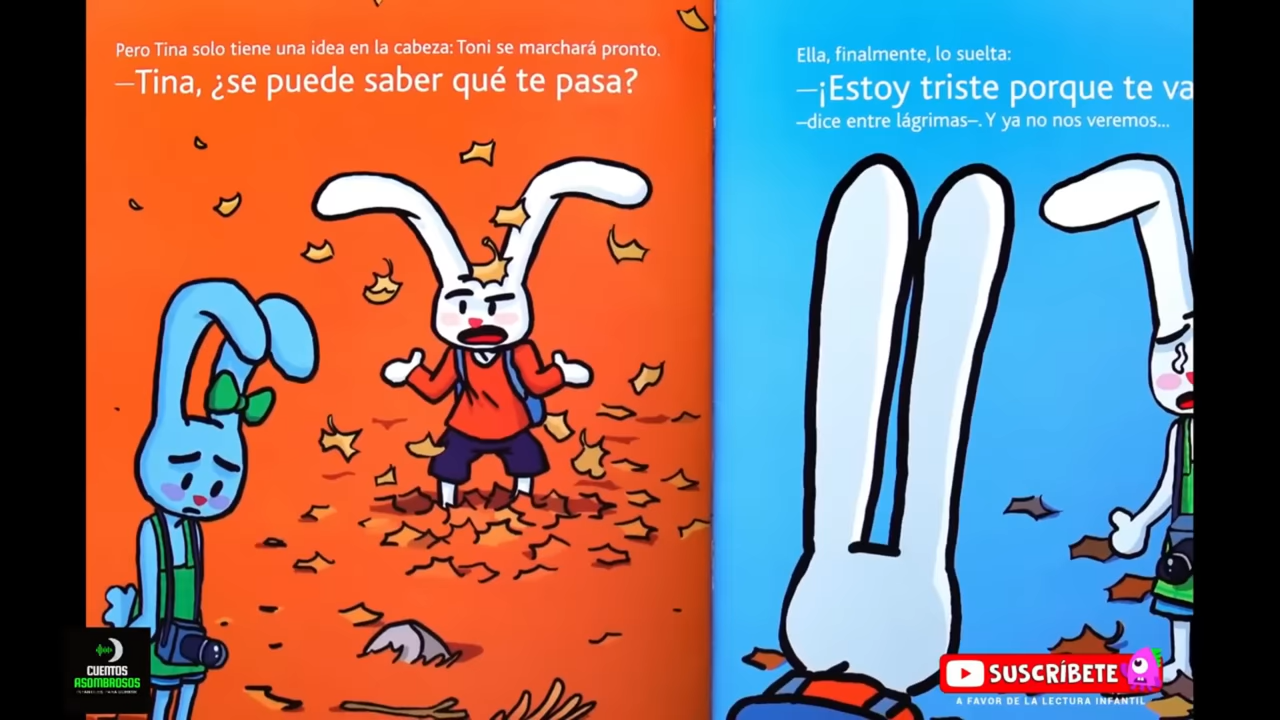 Pero Tina solo tiene una idea en la cabeza: Toni se marchará pronto.
—Tina, ¿se puede saber qué te pasa?
Ella, finalmente, lo suelta:
—¡Estoy triste porque te va
–dice entre lágrimas–. Y ya no nos veremos...
CUENTOS
ASOMBROSOS
SUSCRÍBETE
A FAVOR DE LA LECTURA INFANTIL